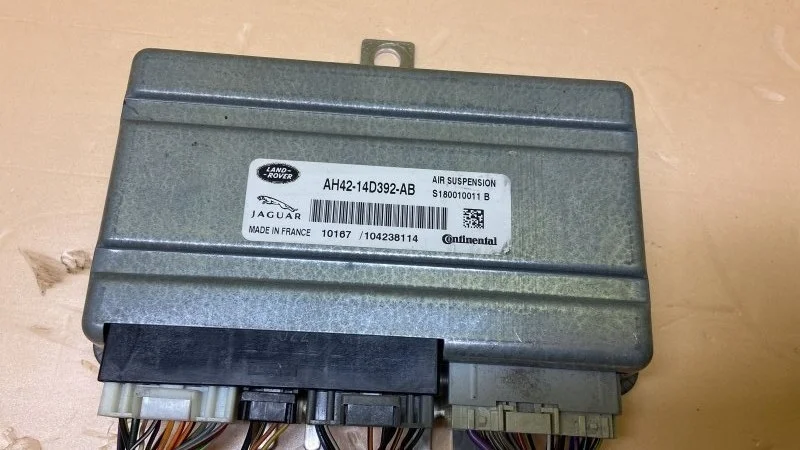 LAND-
ROVER
AH42-14D392-AB
AIR SUSPENSION
S180010011 B
JAGUAR
MADE IN FRANCE
10167 /104238114
Continental